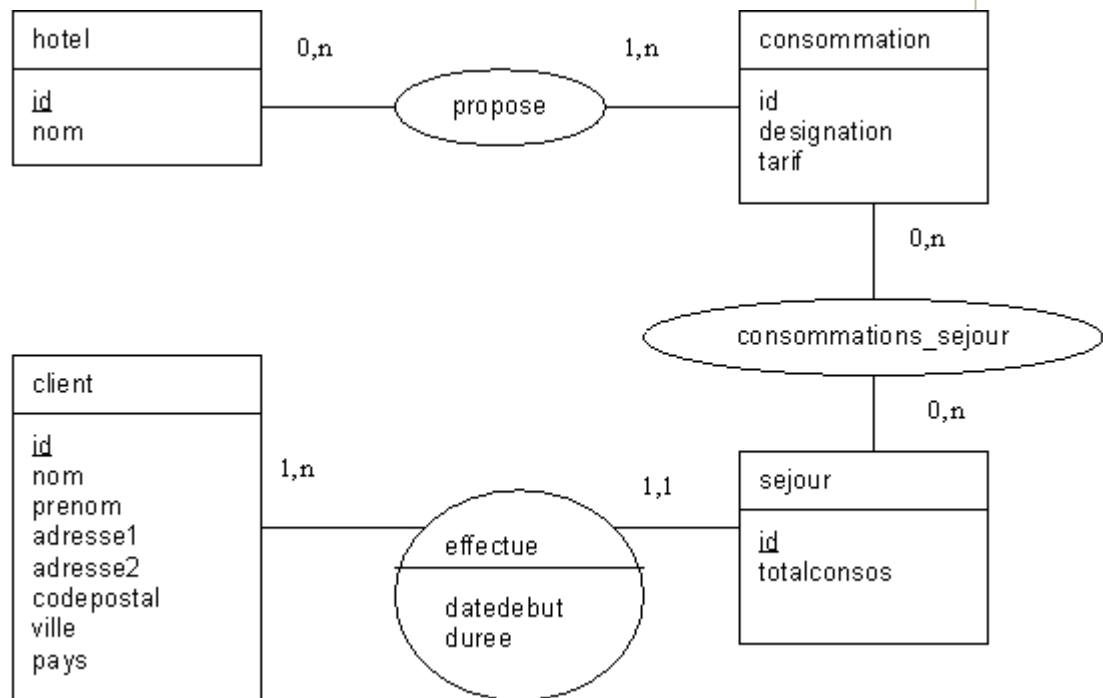 hotel
id
nom
0,n
propose
1,n
consommation
id
designation
tarif
0,n
consommations_sejour
0,n
client
id
nom
prenom
adresse1
adresse2
codepostal
ville
pays
1,n
effectue
datedebut
duree
1,1
sejour
id
totalconsos